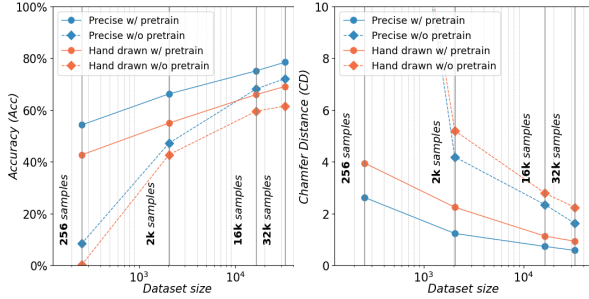 100%
80%
60%
40%
20%
0%
Accuracy (Acc)
Precise w/ pretrain
Precise w/o pretrain
Hand drawn w/ pretrain
Hand drawn w/o pretrain
256 samples
2k samples
16k samples
32k samples
10³
10⁴
Dataset size
10
8
6
4
2
0
Chamfer Distance (CD)
Precise w/ pretrain
Precise w/o pretrain
Hand drawn w/ pretrain
Hand drawn w/o pretrain
256 samples
2k samples
16k samples
32k samples
10³
10⁴
Dataset size